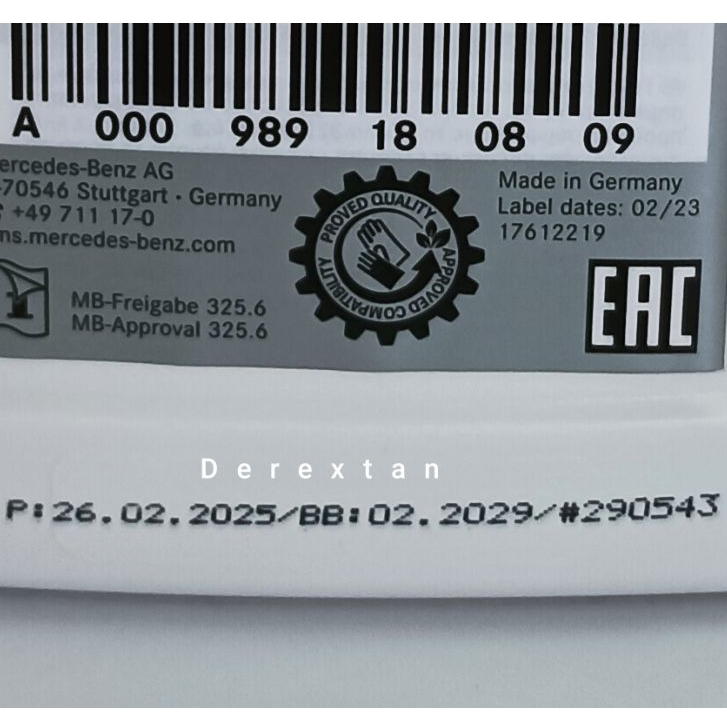 A 000 989 18 08 09
ercedes-Benz AG
-70546 Stuttgart · Germany
+49 711 17-0
ms.mercedes-benz.com
MB-Freigabe 325.6
MB-Approval 325.6
PROVED QUALITY
APPROVED COMPATIBILITY
Made in Germany
Label dates: 02/23
17612219
EAC
Derextan
P:26.02.2025/BB:02.2029/#290543